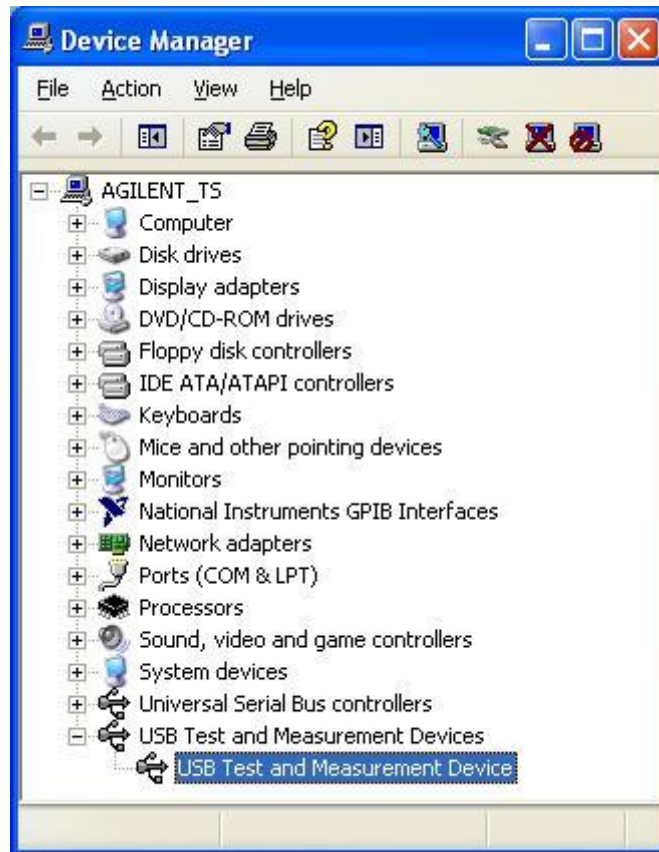 Device Manager
File Action View Help
AGILENT_TS
Computer
Disk drives
Display adapters
DVD/CD-ROM drives
Floppy disk controllers
IDE ATA/ATAPI controllers
Keyboards
Mice and other pointing devices
Monitors
National Instruments GPIB Interfaces
Network adapters
Ports (COM & LPT)
Processors
Sound, video and game controllers
System devices
Universal Serial Bus controllers
USB Test and Measurement Devices
USB Test and Measurement Device